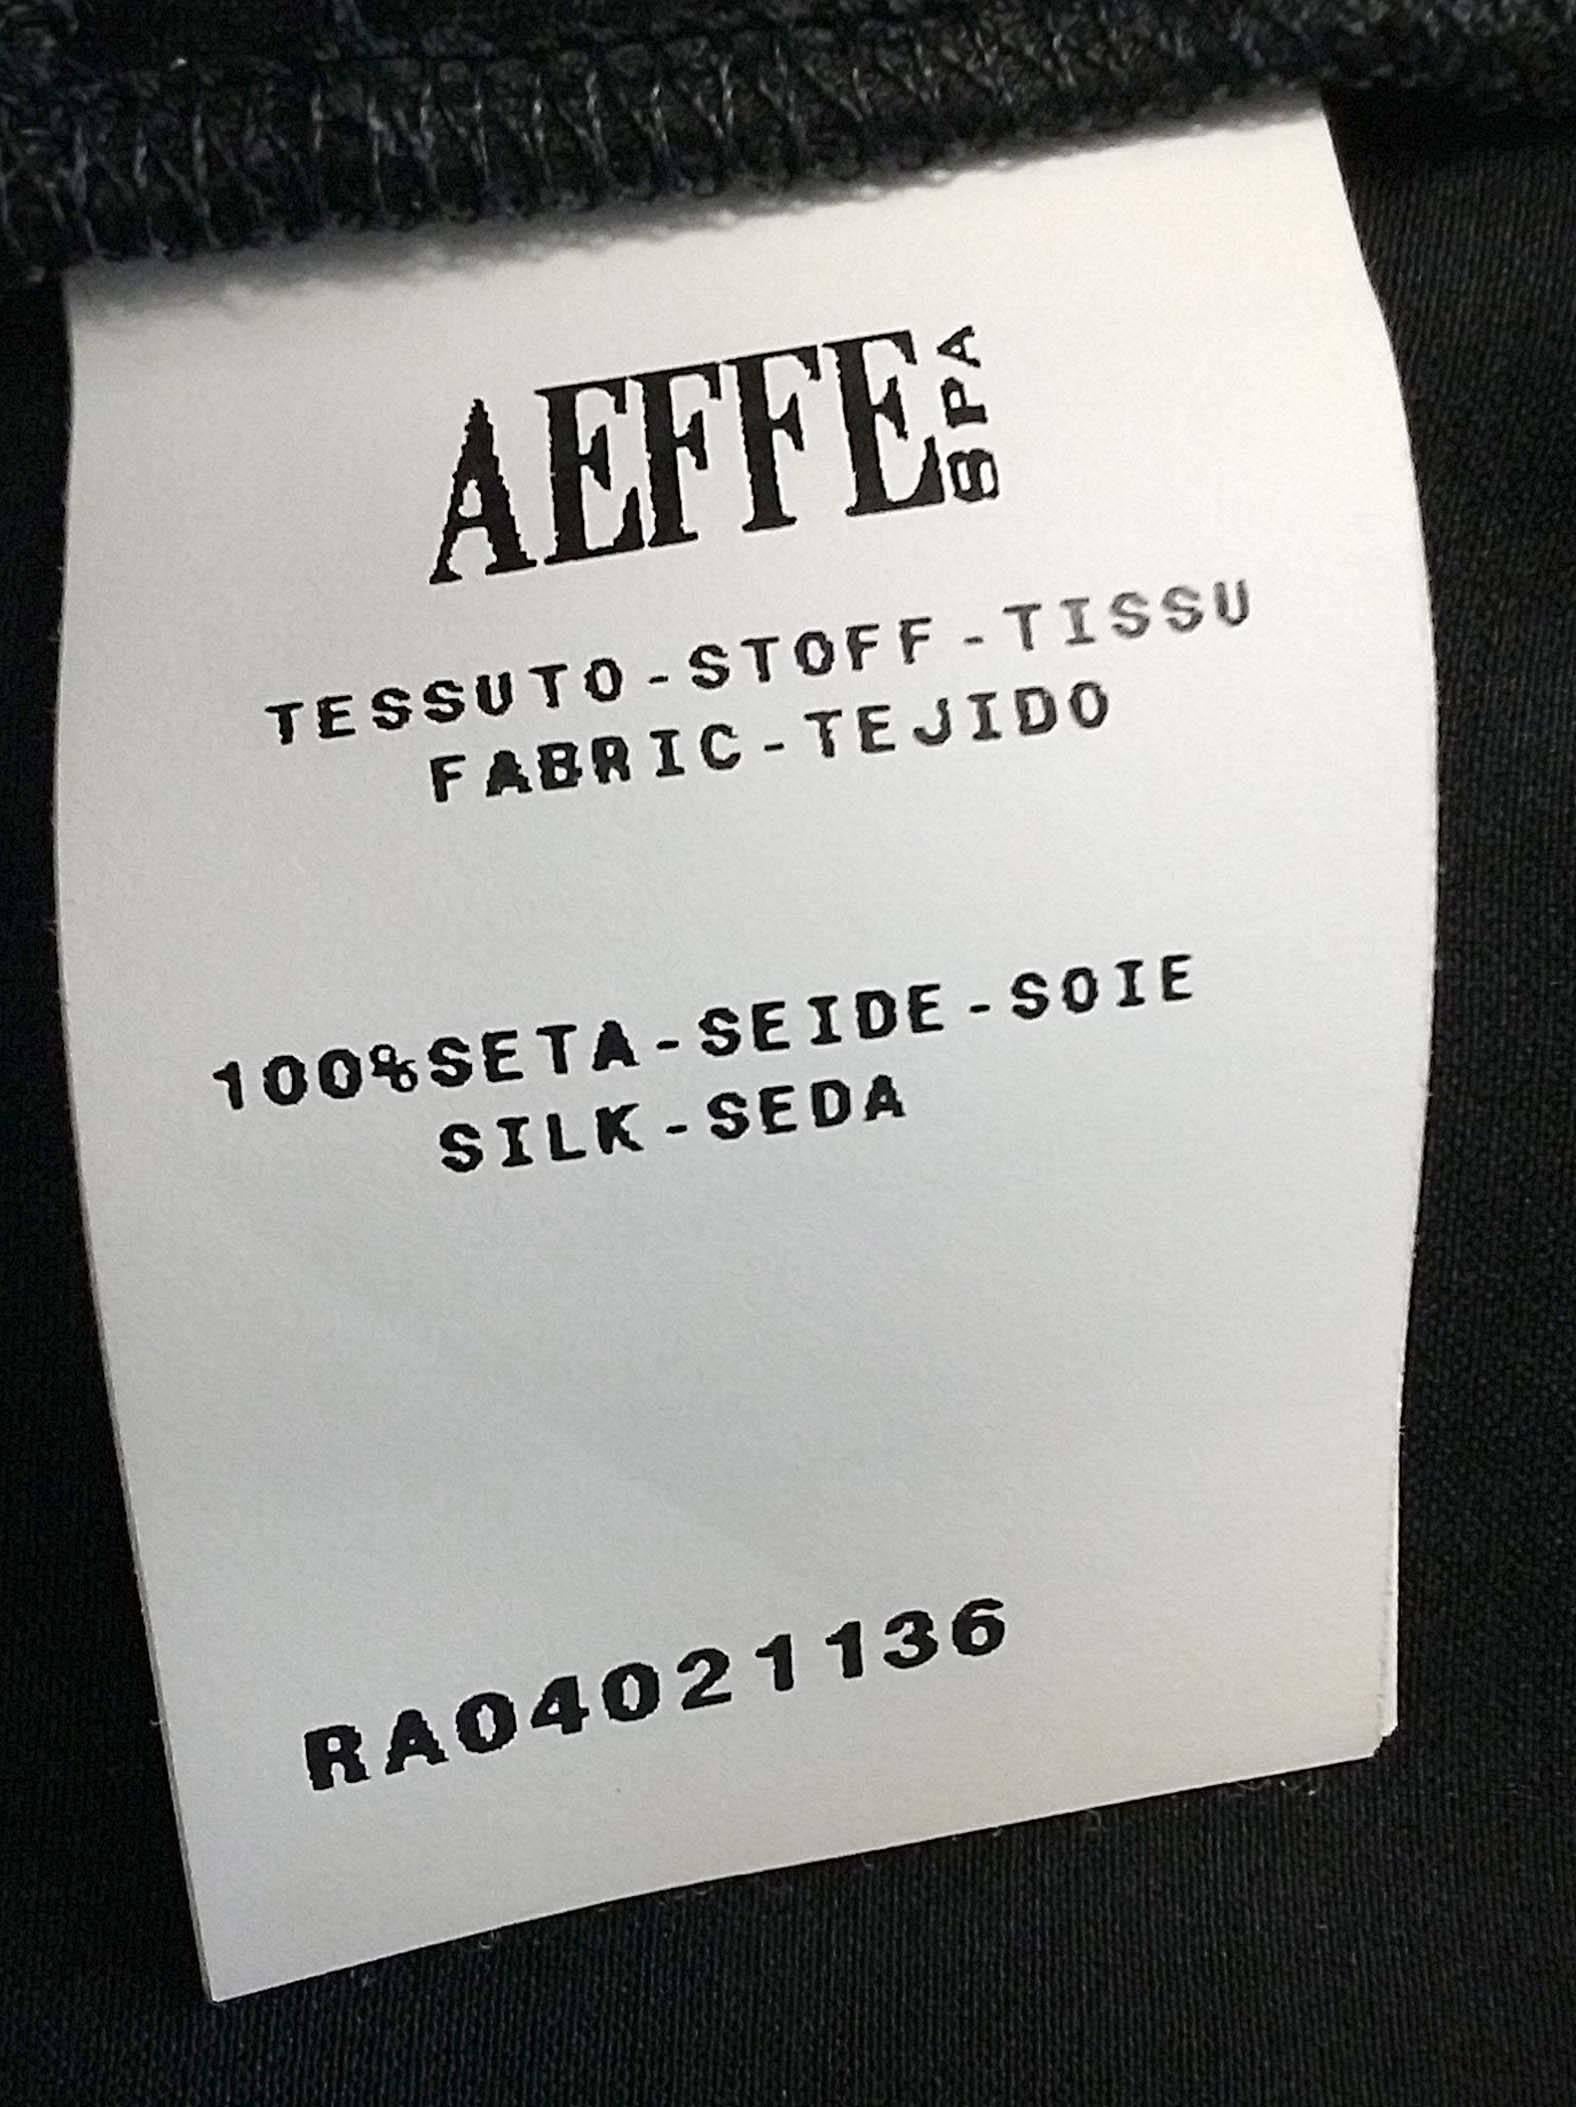 AEFFE SPA
TESSUTO-STOFF-TISSU
FABRIC-TEJIDO
100%SETA-SEIDE-SOIE
SILK-SEDA
RA04021136